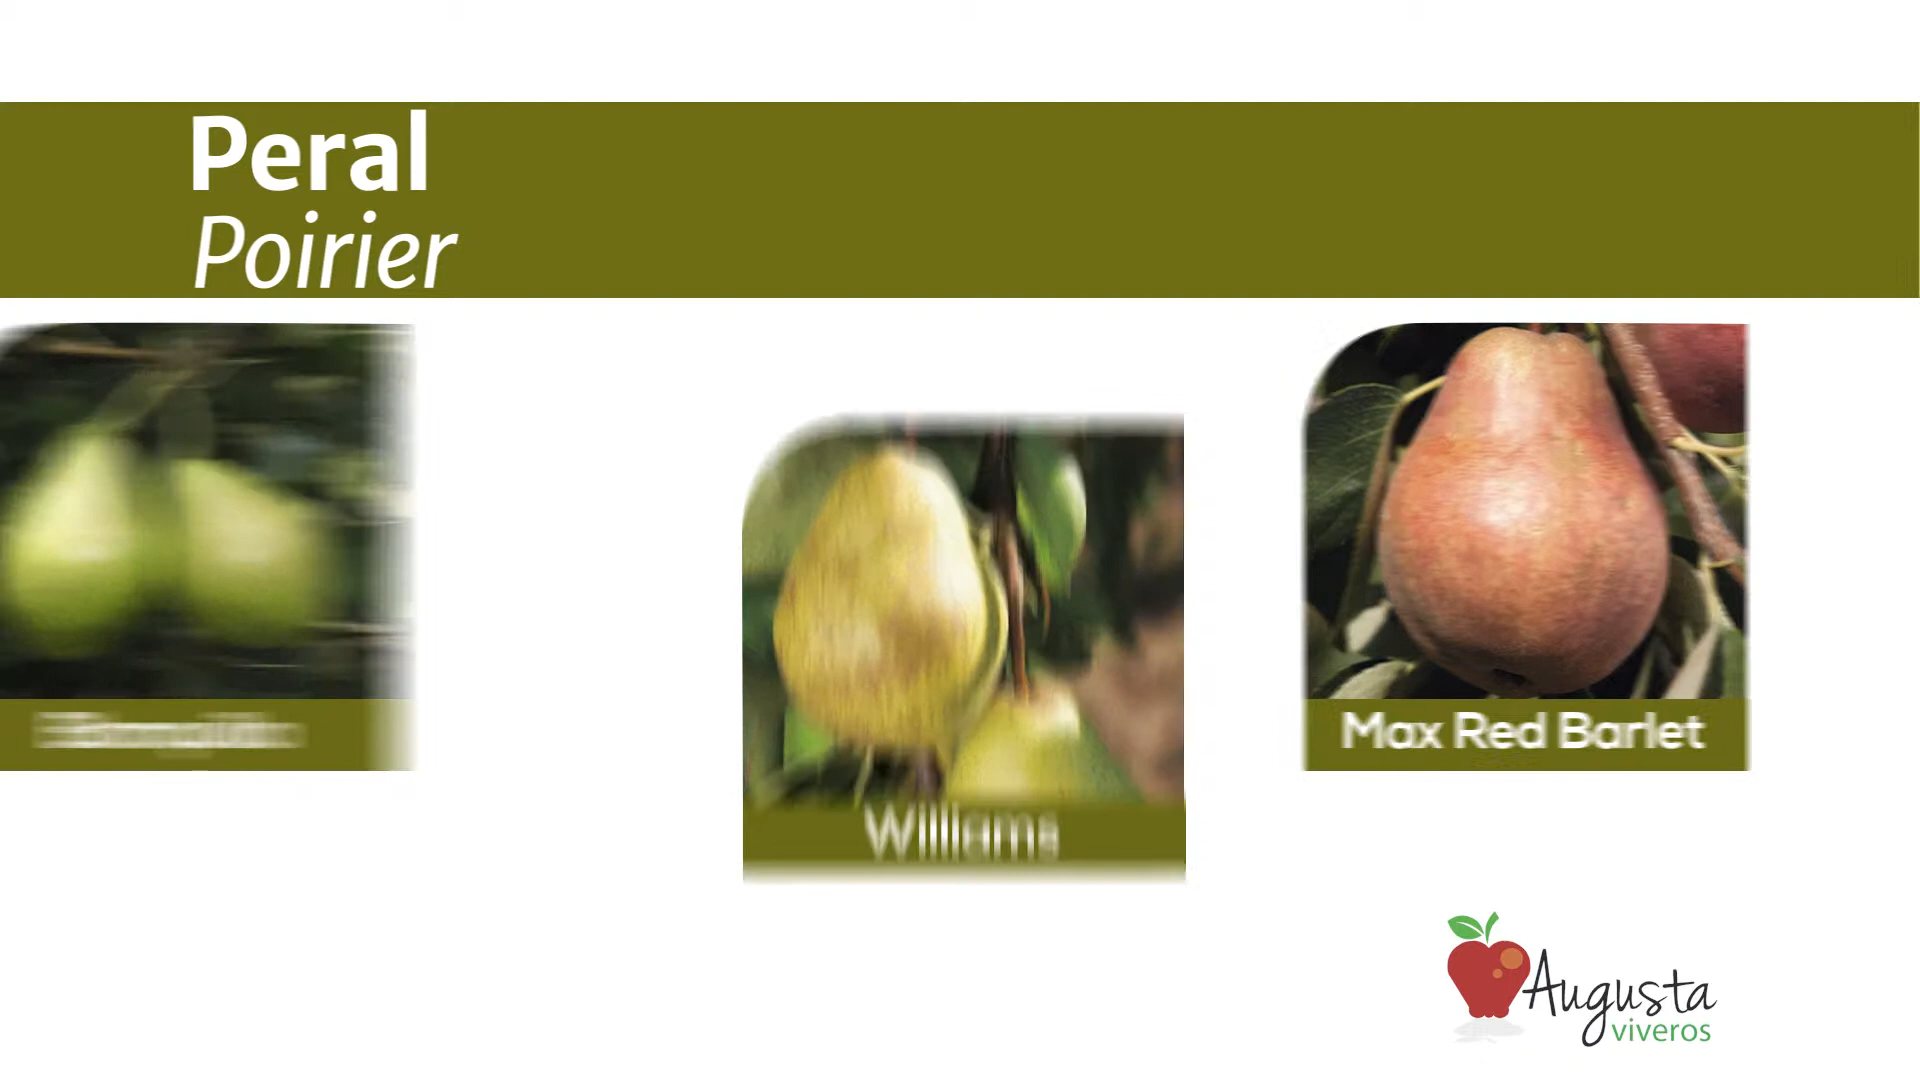 Peral
Poirier
Williams
Max Red Barlet
Augusta
viveros